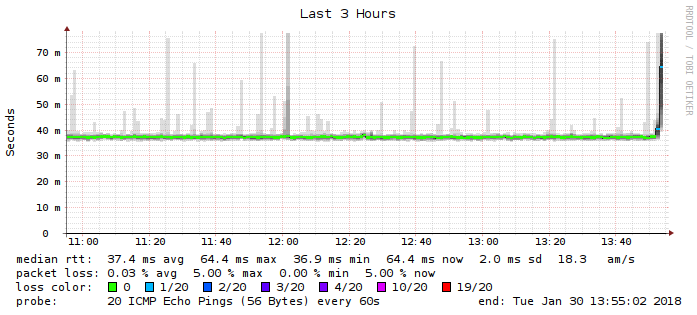 Last 3 Hours
RRDTOOL / TOBI OETIKER
Seconds
70 m
60 m
50 m
40 m
30 m
20 m
10 m
0
11:00 11:20 11:40 12:00 12:20 12:40 13:00 13:20 13:40
median rtt: 37.4 ms avg 64.4 ms max 36.9 ms min 64.4 ms now 2.0 ms sd 18.3 am/s
packet loss: 0.03 % avg 5.00 % max 0.00 % min 5.00 % now
loss color: 0 1/20 2/20 3/20 4/20 10/20 19/20
probe: 20 ICMP Echo Pings (56 Bytes) every 60s end: Tue Jan 30 13:55:02 2018